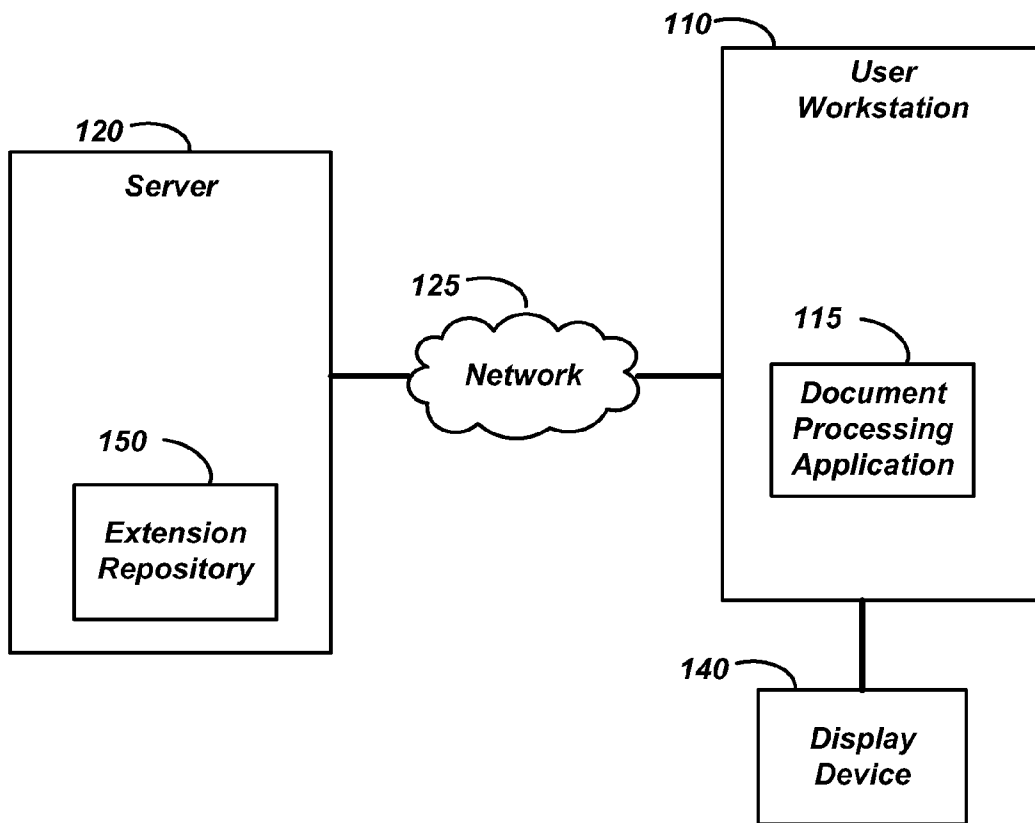 110
User
Workstation
120
Server
125
Network
115
Document
Processing
Application
150
Extension
Repository
140
Display
Device